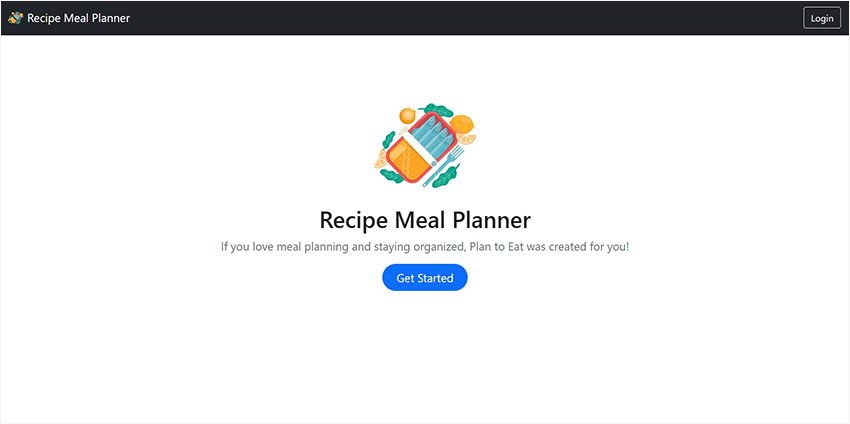 Recipe Meal Planner
Login
Recipe Meal Planner
If you love meal planning and staying organized, Plan to Eat was created for you!
Get Started